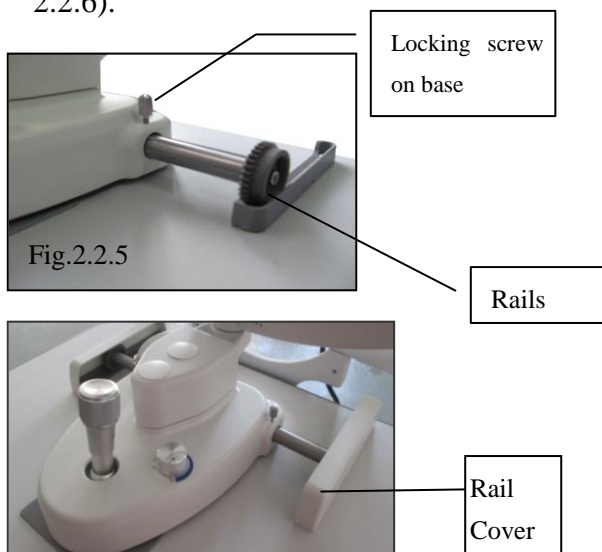 2.2.6).
Locking screw
on base
Fig.2.2.5
Rails
Rail
Cover